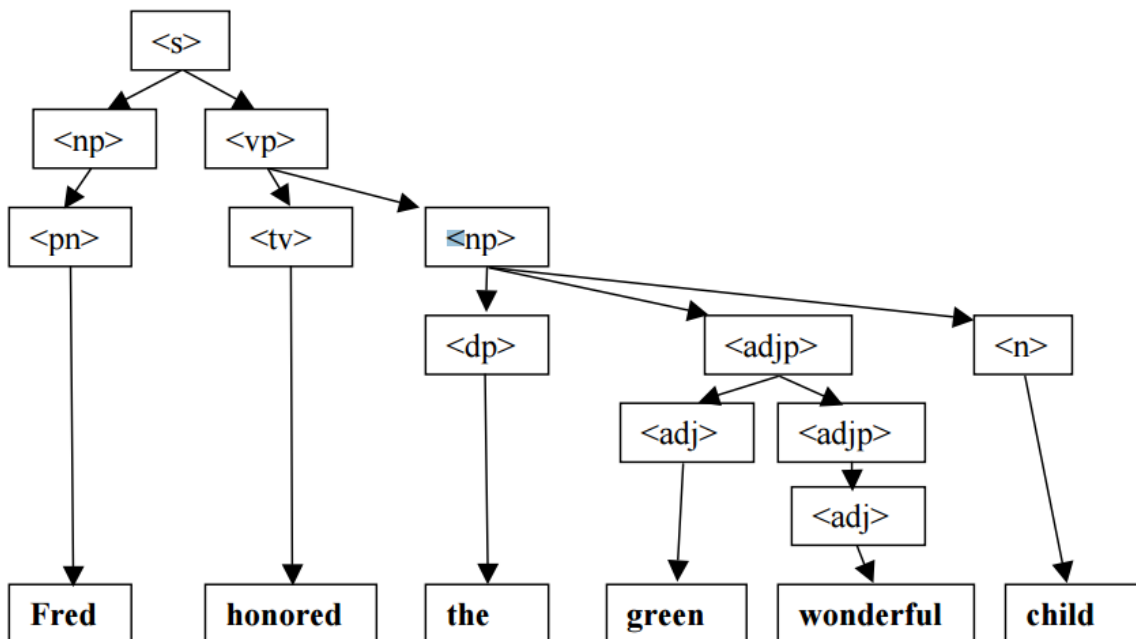 <s>
<np> <vp>
<pn> <tv> <np>
<dp> <adjp> <n>
<adj> <adjp>
<adj>
Fred honored the green wonderful child